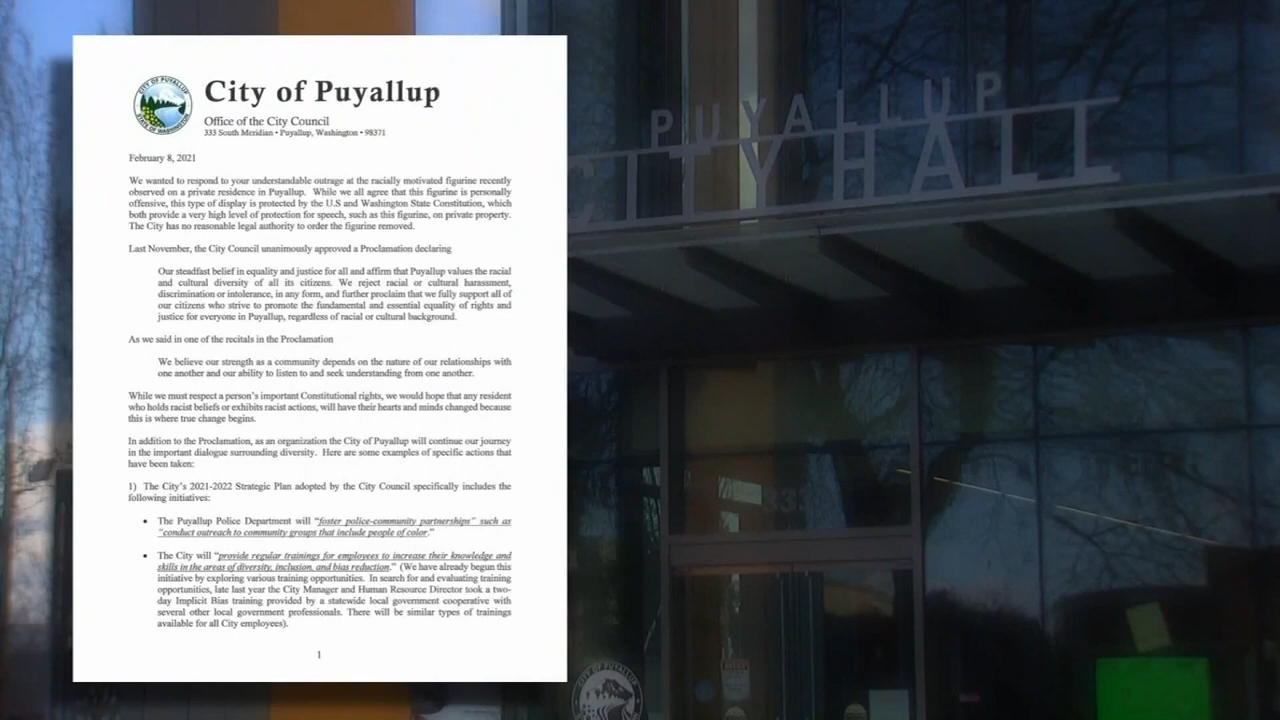 City of Puyallup
Office of the City Council
333 South Meridian • Puyallup, Washington • 98371
CITY OF PUYALLUP
STATE OF WASHINGTON
February 8, 2021
We wanted to respond to your understandable outrage at the racially motivated figurine recently
observed on a private residence in Puyallup. While we all agree that this figurine is personally
offensive, this type of display is protected by the U.S and Washington State Constitution, which
both provide a very high level of protection for speech, such as this figurine, on private property.
The City has no reasonable legal authority to order the figurine removed.
Last November, the City Council unanimously approved a Proclamation declaring
Our steadfast belief in equality and justice for all and affirm that Puyallup values the racial
and cultural diversity of all its citizens. We reject racial or cultural harassment,
discrimination or intolerance, in any form, and further proclaim that we fully support all of
our citizens who strive to promote the fundamental and essential equality of rights and
justice for everyone in Puyallup, regardless of racial or cultural background.
As we said in one of the recitals in the Proclamation
We believe our strength as a community depends on the nature of our relationships with
one another and our ability to listen to and seek understanding from one another.
While we must respect a person's important Constitutional rights, we would hope that any resident
who holds racist beliefs or exhibits racist actions, will have their hearts and minds changed because
this is where true change begins.
In addition to the Proclamation, as an organization the City of Puyallup will continue our journey
in the important dialogue surrounding diversity. Here are some examples of specific actions that
have been taken:
1) The City's 2021-2022 Strategic Plan adopted by the City Council specifically includes the
following initiatives:
• The Puyallup Police Department will "foster police-community partnerships" such as
"conduct outreach to community groups that include people of color."
• The City will "provide regular trainings for employees to increase their knowledge and
skills in the areas of diversity, inclusion, and bias reduction." (We have already begun this
initiative by exploring various training opportunities. In search for and evaluating training
opportunities, late last year the City Manager and Human Resource Director took a two-
day Implicit Bias training provided by a statewide local government cooperative with
several other local government professionals. There will be similar types of trainings
available for all City employees).
1
PUYALLUP
CITY HALL
CITY OF PUYALLUP